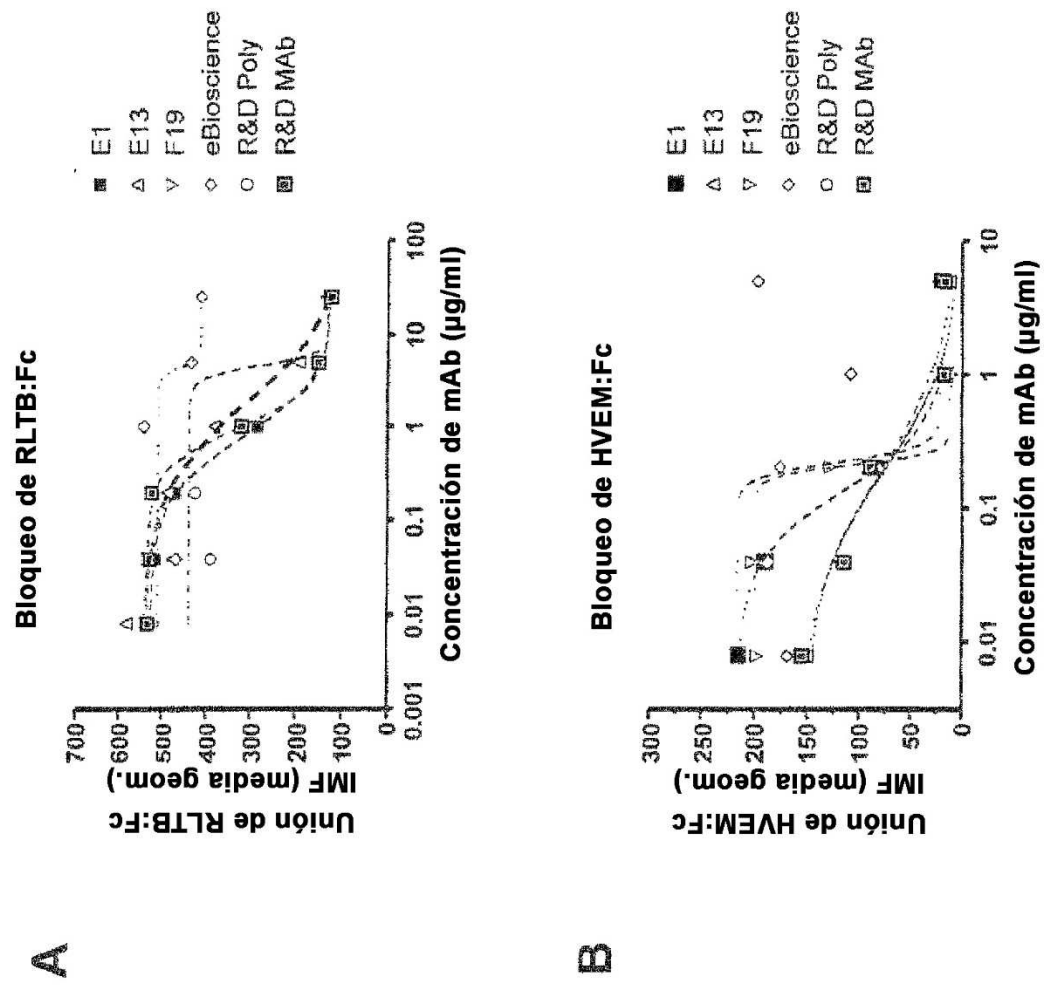 A
Bloqueo de RLTB:Fc
Unión de RLTB:Fc
IMF (media geom.)
700
600
500
400
300
200
100
0
0.001
0.01
0.1
1
10
100
Concentración de mAb (µg/ml)
E1
E13
F19
eBioscience
R&D Poly
R&D MAb
B
Bloqueo de HVEM:Fc
Unión de HVEM:Fc
IMF (media geom.)
300
250
200
150
100
50
0
0.01
0.1
1
10
Concentración de mAb (µg/ml)
E1
E13
F19
eBioscience
R&D Poly
R&D MAb